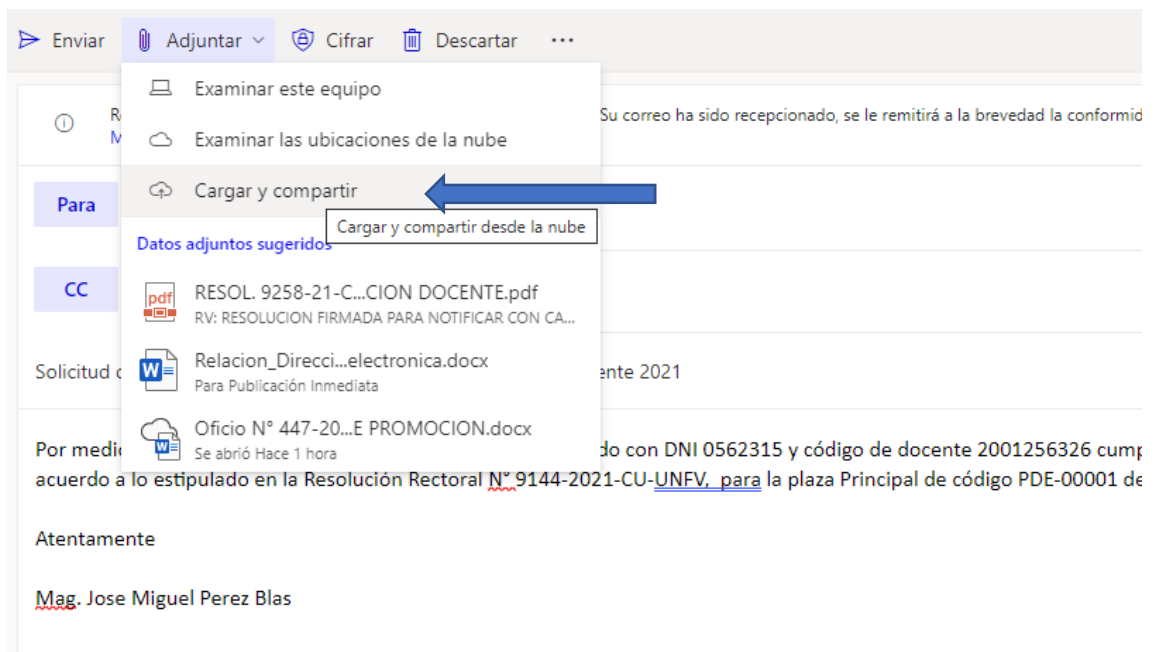 Enviar Adjuntar Cifrar Descartar ...
Examinar este equipo
Su correo ha sido recepcionado, se le remitirá a la brevedad la conformid
Examinar las ubicaciones de la nube
Cargar y compartir
Para
Cargar y compartir desde la nube
Datos adjuntos sugeridos
CC
pdf
RESOL. 9258-21-C...CION DOCENTE.pdf
RV: RESOLUCION FIRMADA PARA NOTIFICAR CON CA...
W
Relacion_Direcci...electronica.docx
Solicitud
ente 2021
Para Publicación Inmediata
W
Oficio N° 447-20...E PROMOCION.docx
Se abrió Hace 1 hora
Por medi do con DNI 0562315 y código de docente 2001256326 cump
acuerdo a lo estipulado en la Resolución Rectoral N° 9144-2021-CU-UNFV, para la plaza Principal de código PDE-00001 de
Atentamente
Mag. Jose Miguel Perez Blas